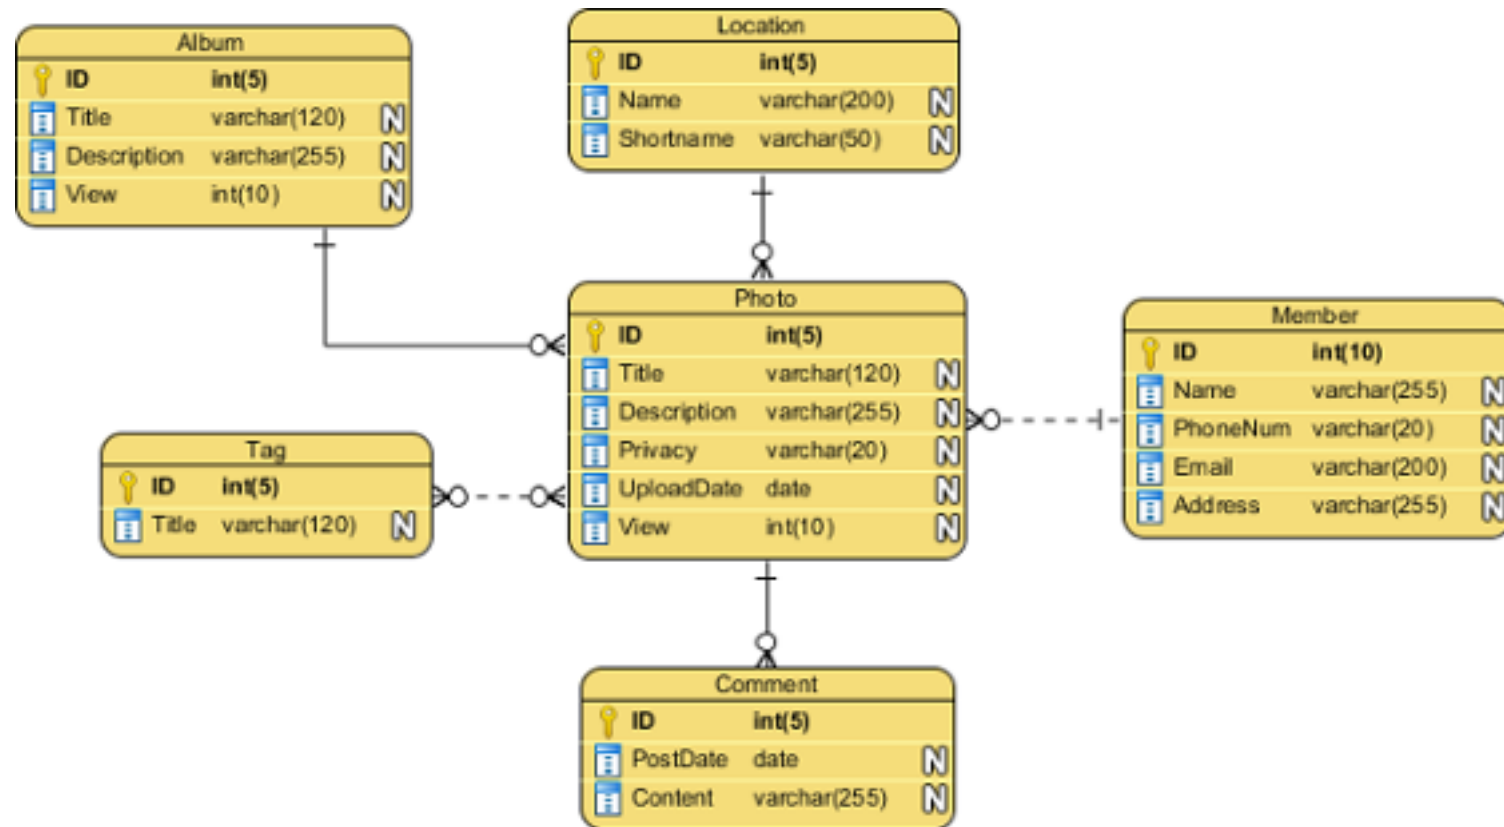 Album
ID int(5)
Title varchar(120) N
Description varchar(255) N
View int(10) N
Location
ID int(5)
Name varchar(200) N
Shortname varchar(50) N
Photo
ID int(5)
Title varchar(120) N
Description varchar(255) N
Privacy varchar(20) N
UploadDate date N
View int(10) N
Member
ID int(10)
Name varchar(255) N
PhoneNum varchar(20) N
Email varchar(200) N
Address varchar(255) N
Tag
ID int(5)
Title varchar(120) N
Comment
ID int(5)
PostDate date N
Content varchar(255) N